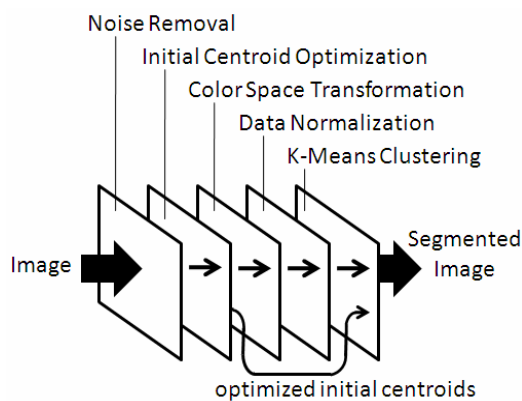 Noise Removal
Initial Centroid Optimization
Color Space Transformation
Data Normalization
K-Means Clustering
Image
Segmented
Image
optimized initial centroids